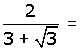 2/(3 + √3) =